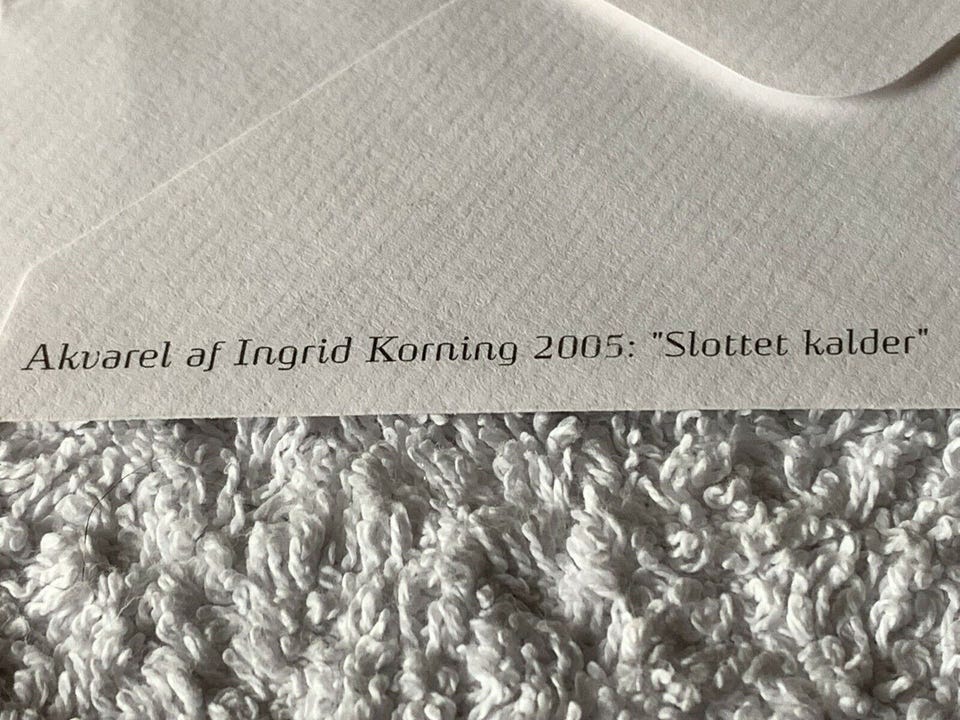 Akvarel af Ingrid Korning 2005: "Slottet kalder"